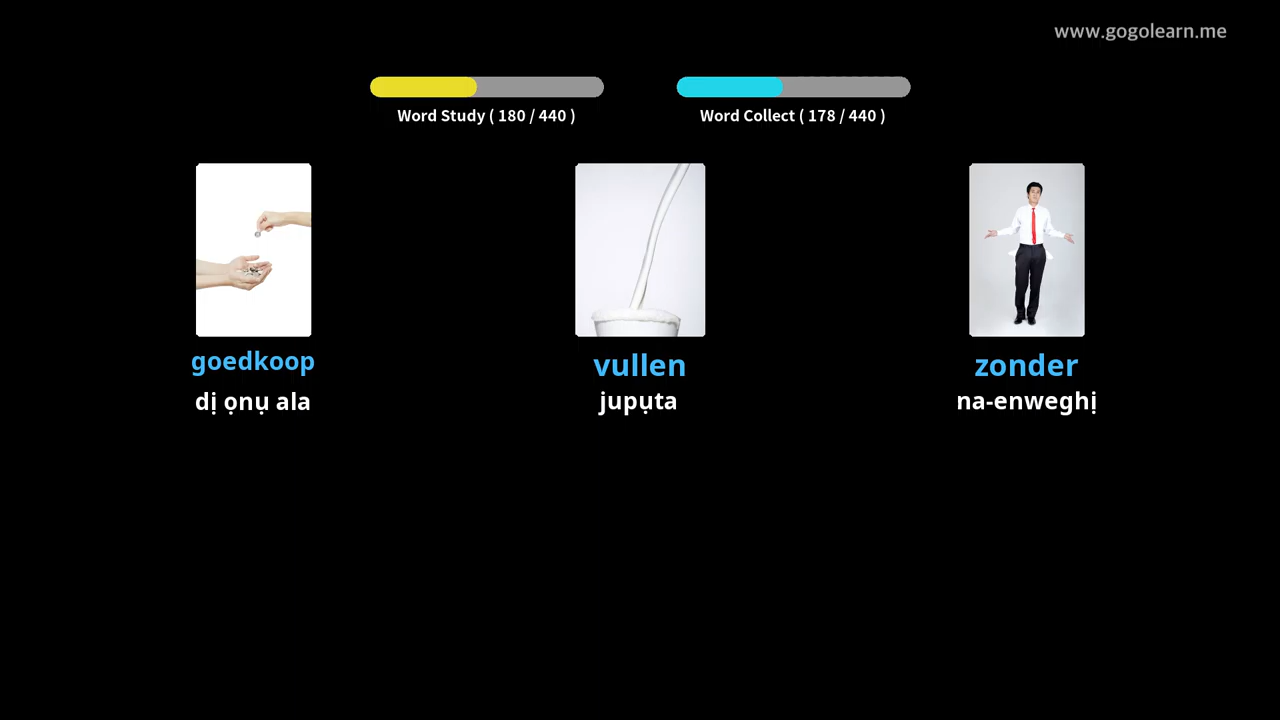 www.gogolearn.me
Word Study ( 180 / 440 )
Word Collect ( 178 / 440 )
goedkoop
dị ọnụ ala
vullen
jupụta
zonder
na-enweghị